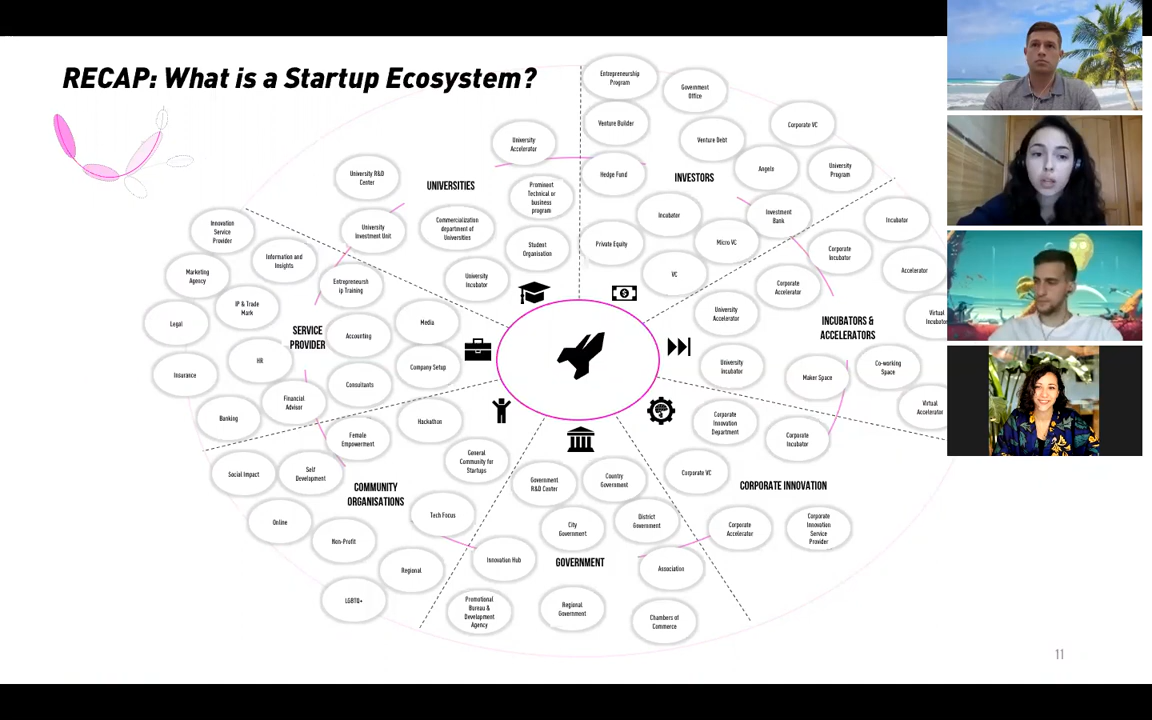 RECAP: What is a Startup Ecosystem?
UNIVERSITIES
University
Accelerator
University R&D
Center
Prominent
Technical or
business
program
University
Investment Unit
Commercialization
department of
Universities
Student
Organisation
University
Incubator
Entrepreneursh
ip Training
INVESTORS
Entrepreneurship
Program
Government
Office
Venture Builder
Venture Debt
Corporate VC
Hedge Fund
Angels
University
Program
Incubator
Investment
Bank
Private Equity
Micro VC
VC
INCUBATORS &
ACCELERATORS
Incubator
Corporate
Incubator
Accelerator
Corporate
Accelerator
University
Accelerator
Virtual
Incubator
University
Incubator
Maker Space
Co-working
Space
Virtual
Accelerator
CORPORATE INNOVATION
Corporate
Innovation
Department
Corporate
Incubator
Corporate VC
Corporate
Accelerator
Corporate
Innovation
Service
Provider
GOVERNMENT
Government
R&D Center
Country
Government
City
Government
District
Government
Innovation Hub
Association
Promotional
Bureau &
Development
Agency
Regional
Government
Chambers of
Commerce
COMMUNITY
ORGANISATIONS
Hackathon
Female
Empowerment
General
Community for
Startups
Social Impact
Self
Development
Tech Focus
Online
Non-Profit
Regional
LGBTQ+
SERVICE
PROVIDER
Innovation
Service
Provider
Information and
Insights
Marketing
Agency
IP & Trade
Mark
Legal
Accounting
Media
HR
Company Setup
Insurance
Consultants
Financial
Advisor
Banking
11